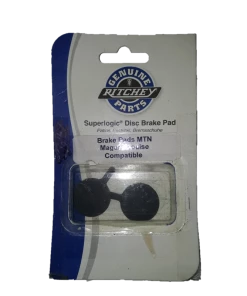 GENUINE
RITCHEY
PARTS
Superlogic® Disc Brake Pad
Brake Pads MTN
Magura Louise
Compatible